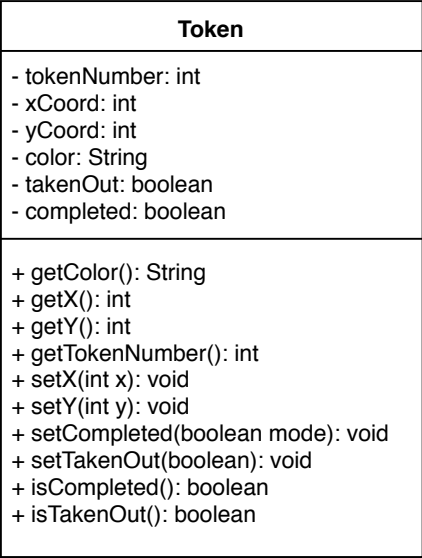 Token
- tokenNumber: int
- xCoord: int
- yCoord: int
- color: String
- takenOut: boolean
- completed: boolean
+ getColor(): String
+ getX(): int
+ getY(): int
+ getTokenNumber(): int
+ setX(int x): void
+ setY(int y): void
+ setCompleted(boolean mode): void
+ setTakenOut(boolean): void
+ isCompleted(): boolean
+ isTakenOut(): boolean